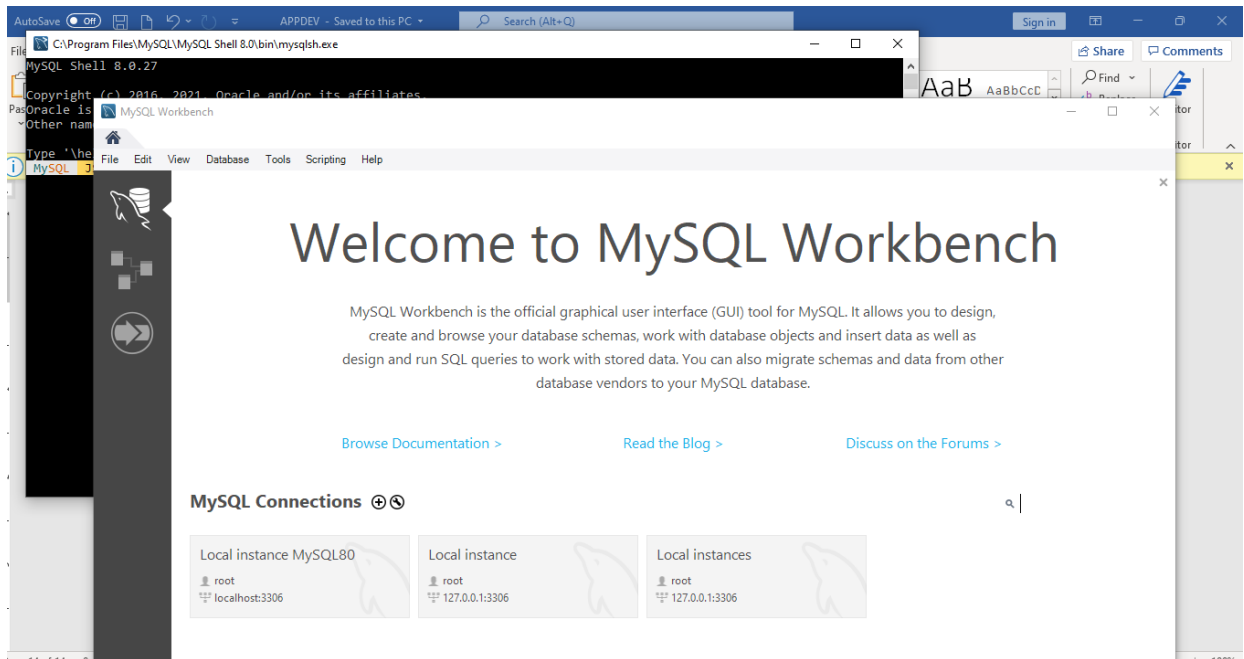 AutoSave Off APPDEV - Saved to this PC Search (Alt+Q) Sign in
File C:\Program Files\MySQL\MySQL Shell 8.0\bin\mysqlsh.exe Share Comments
MySQL Shell 8.0.27
Find
Copyright (c) 2016, 2021, Oracle and/or its affiliates.
AaB AaBbCcD
Oracle is
MySQL Workbench
Other nam
Type '\he
File Edit View Database Tools Scripting Help
MySQL
Welcome to MySQL Workbench
MySQL Workbench is the official graphical user interface (GUI) tool for MySQL. It allows you to design,
create and browse your database schemas, work with database objects and insert data as well as
design and run SQL queries to work with stored data. You can also migrate schemas and data from other
database vendors to your MySQL database.
Browse Documentation > Read the Blog > Discuss on the Forums >
MySQL Connections
Local instance MySQL80 Local instance Local instances
root root root
localhost:3306 127.0.0.1:3306 127.0.0.1:3306